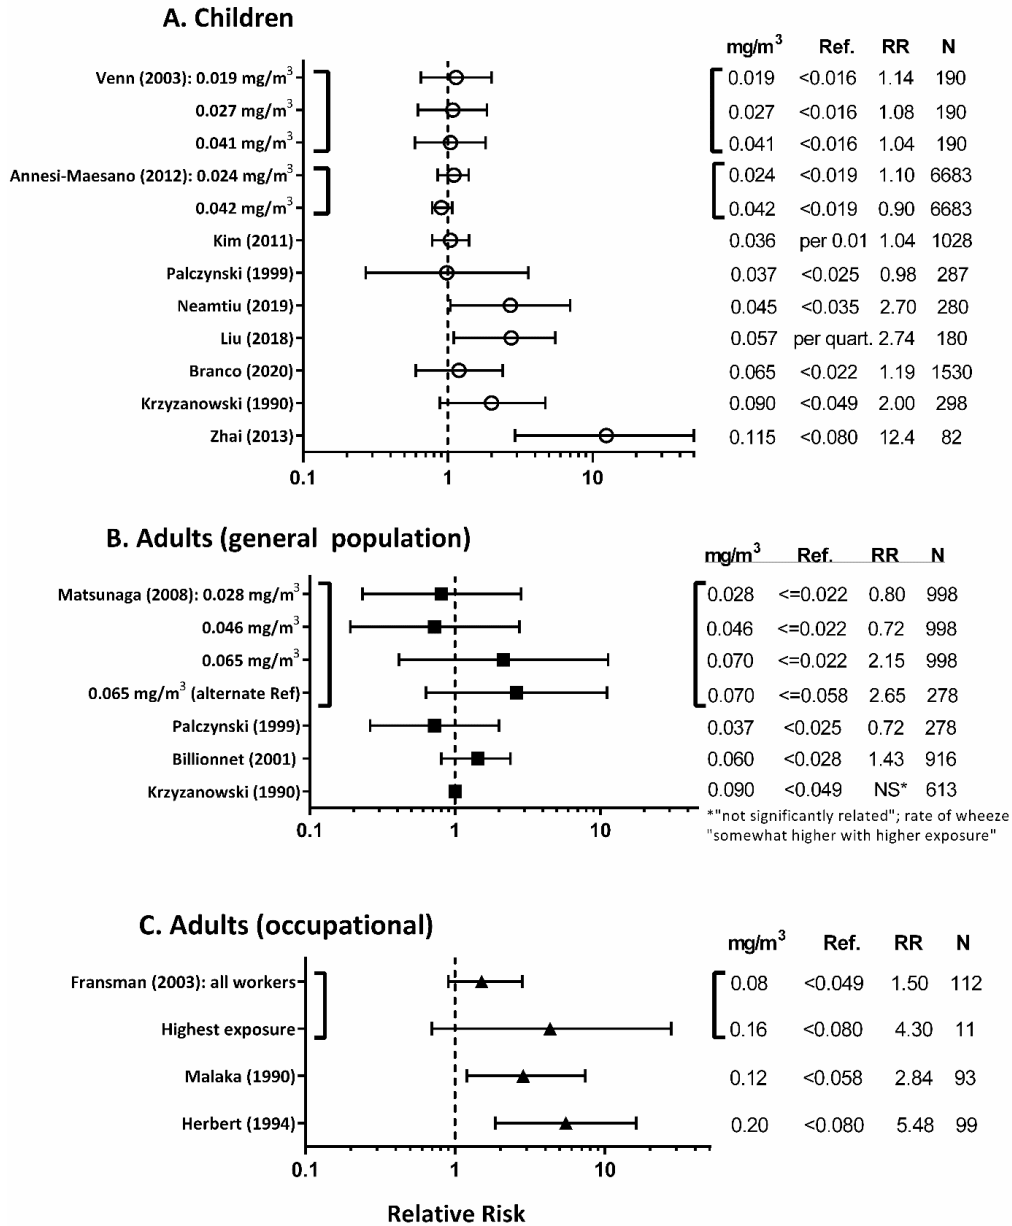 A. Children
mg/m³ Ref. RR N
Venn (2003): 0.019 mg/m³ 0.019 <0.016 1.14 190
0.027 mg/m³ 0.027 <0.016 1.08 190
0.041 mg/m³ 0.041 <0.016 1.04 190
Annesi-Maesano (2012): 0.024 mg/m³ 0.024 <0.019 1.10 6683
0.042 mg/m³ 0.042 <0.019 0.90 6683
Kim (2011) 0.036 per 0.01 1.04 1028
Palczynski (1999) 0.037 <0.025 0.98 287
Neamtiu (2019) 0.045 <0.035 2.70 280
Liu (2018) 0.057 per quart. 2.74 180
Branco (2020) 0.065 <0.022 1.19 1530
Krzyzanowski (1990) 0.090 <0.049 2.00 298
Zhai (2013) 0.115 <0.080 12.4 82
0.1 1 10
B. Adults (general population)
mg/m³ Ref. RR N
Matsunaga (2008): 0.028 mg/m³ 0.028 <=0.022 0.80 998
0.046 mg/m³ 0.046 <=0.022 0.72 998
0.065 mg/m³ 0.070 <=0.022 2.15 998
0.065 mg/m³ (alternate Ref) 0.070 <=0.058 2.65 278
Palczynski (1999) 0.037 <0.025 0.72 278
Billionnet (2001) 0.060 <0.028 1.43 916
Krzyzanowski (1990) 0.090 <0.049 NS* 613
*"not significantly related"; rate of wheeze
"somewhat higher with higher exposure"
0.1 1 10
C. Adults (occupational)
mg/m³ Ref. RR N
Fransman (2003): all workers 0.08 <0.049 1.50 112
Highest exposure 0.16 <0.080 4.30 11
Malaka (1990) 0.12 <0.058 2.84 93
Herbert (1994) 0.20 <0.080 5.48 99
0.1 1 10
Relative Risk